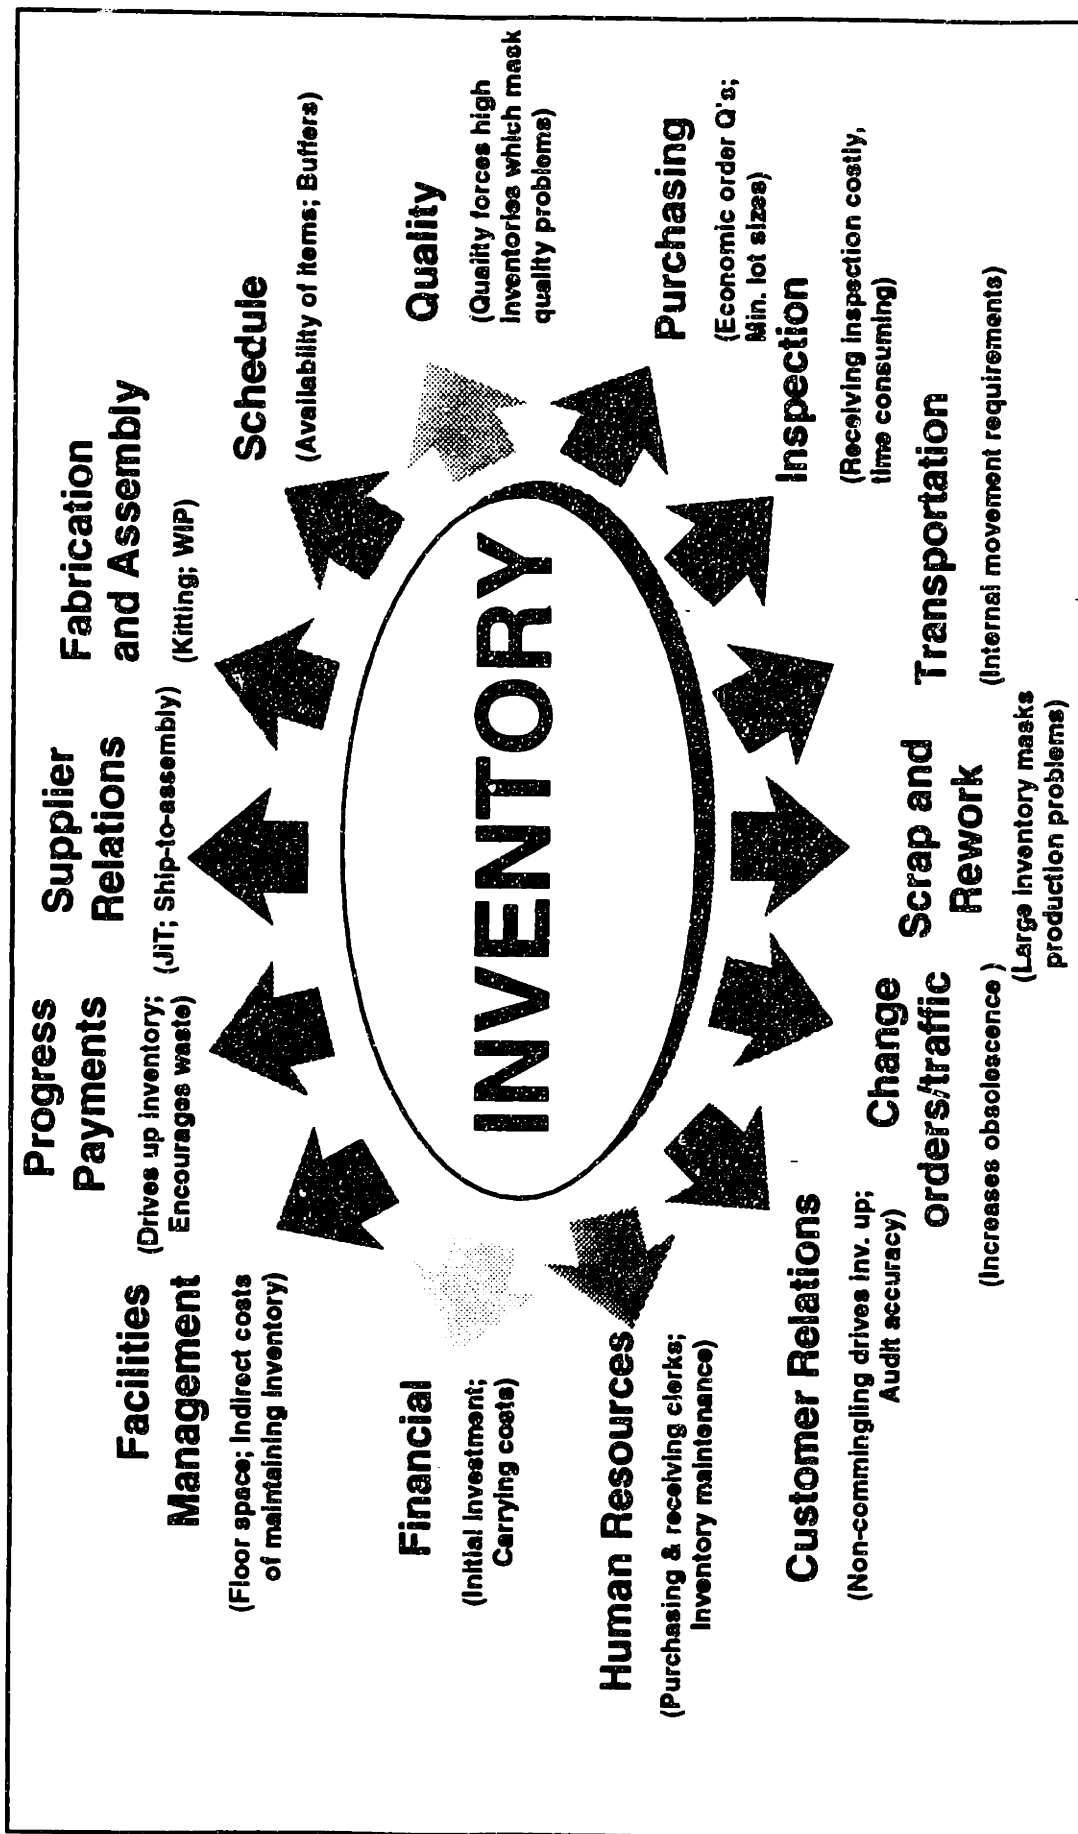 Progress
Payments
(Drives up inventory;
Encourages waste)
Supplier
Relations
(JIT; Ship-to-assembly)
Fabrication
and Assembly
(Kitting; WIP)
Schedule
(Availability of items; Buffers)
Quality
(Quality forces high
inventories which mask
quality problems)
Purchasing
(Economic order Q's;
Min. lot sizes)
Inspection
(Receiving inspection costly,
time consuming)
Transportation
(Internal movement requirements)
Scrap and
Rework
(Large inventory masks
production problems)
Change
orders/traffic
(Increases obsolescence)
Customer Relations
(Non-commingling drives inv. up;
Audit accuracy)
Human Resources
(Purchasing & receiving clerks;
Inventory maintenance)
Financial
(Initial investment;
Carrying costs)
Facilities
Management
(Floor space; Indirect costs
of maintaining inventory)
INVENTORY